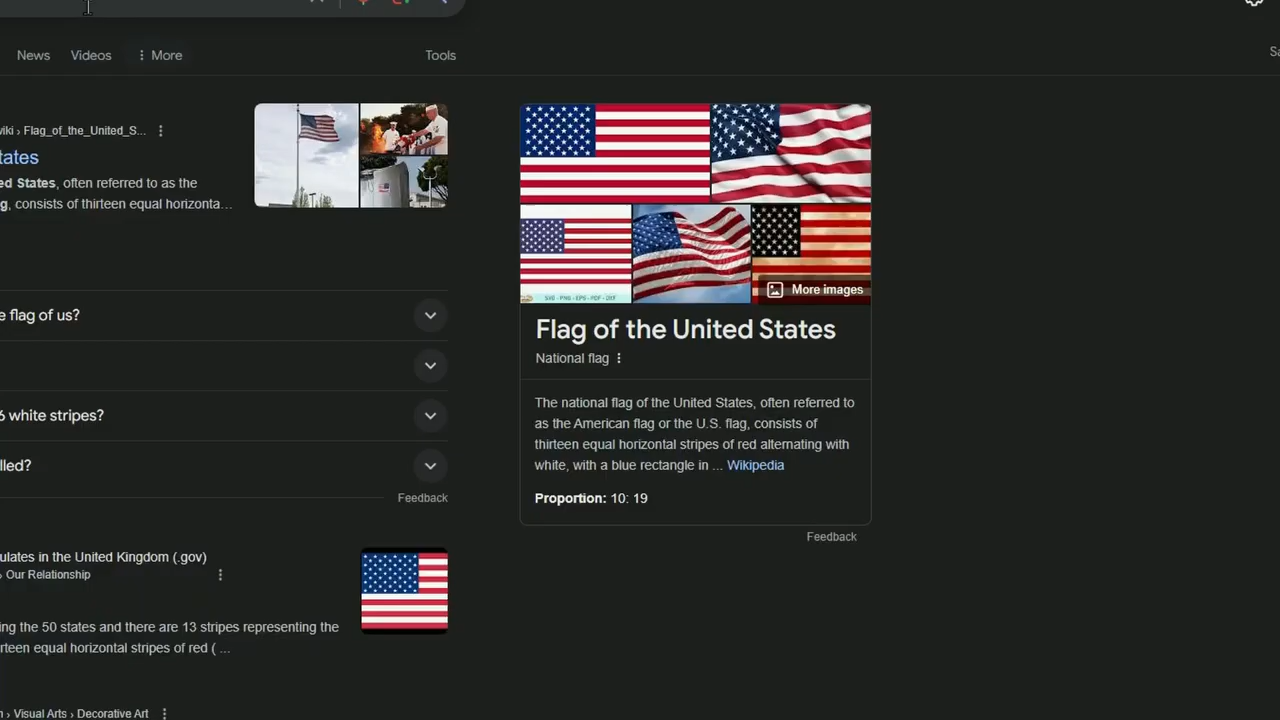 News Videos More Tools
wiki › Flag_of_the_United_S...
tates
ed States, often referred to as the
g, consists of thirteen equal horizonta...
e flag of us?
6 white stripes?
lled?
Feedback
ulates in the United Kingdom (.gov)
› Our Relationship
ing the 50 states and there are 13 stripes representing the
rteen equal horizontal stripes of red ( ...
n › Visual Arts › Decorative Art
More images
Flag of the United States
National flag
The national flag of the United States, often referred to
as the American flag or the U.S. flag, consists of
thirteen equal horizontal stripes of red alternating with
white, with a blue rectangle in ... Wikipedia
Proportion: 10: 19
Feedback